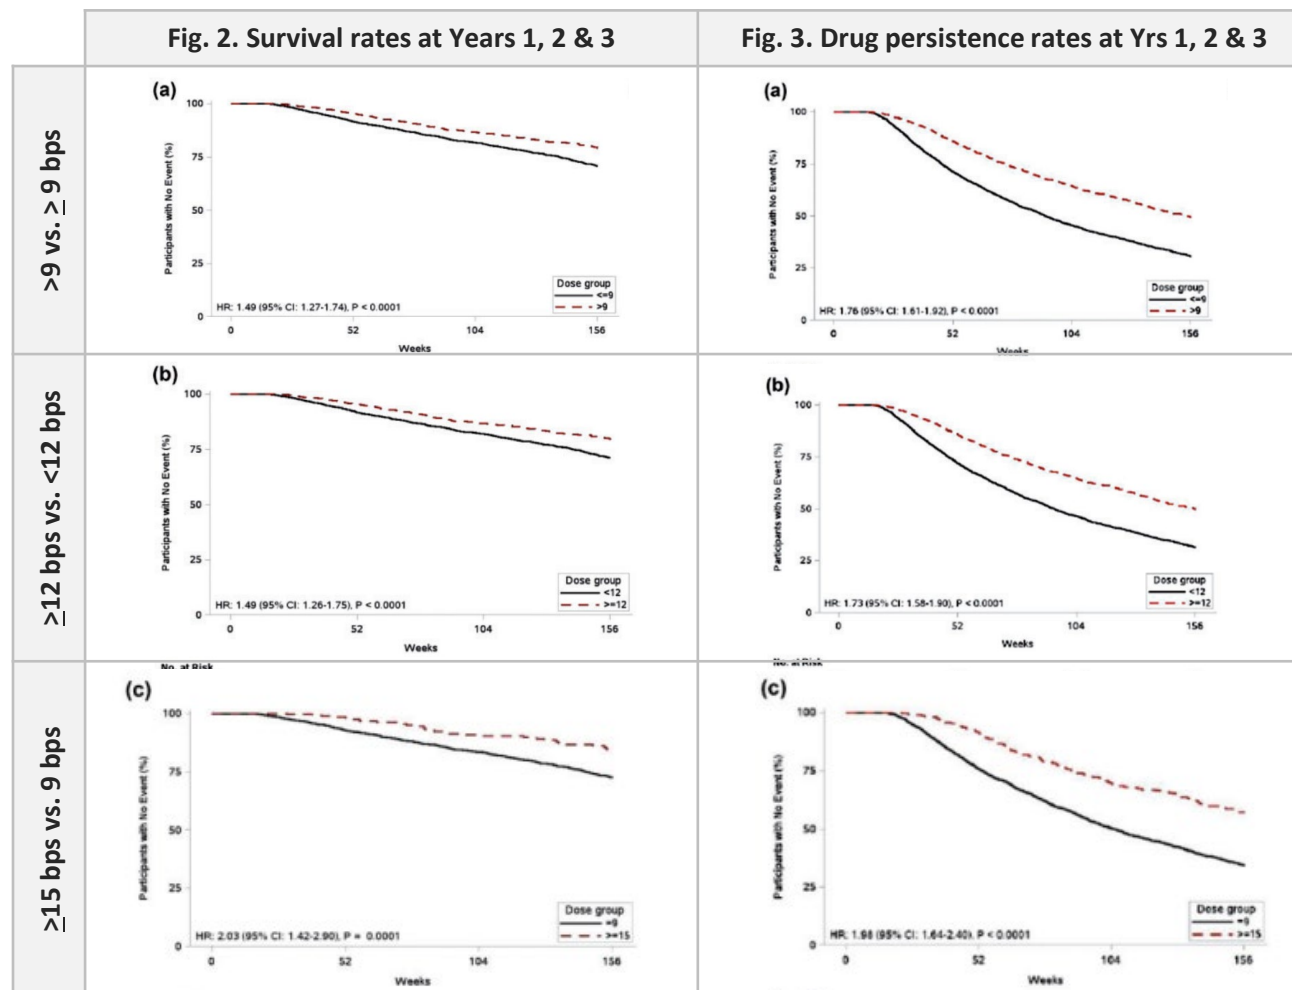 Fig. 2. Survival rates at Years 1, 2 & 3
Fig. 3. Drug persistence rates at Yrs 1, 2 & 3
>9 vs. > 9 bps
(a)
100
75
50
25
0
Participants with No Event (%)
HR: 1.49 (95% CI: 1.27-1.74), P < 0.0001
Dose group
<=9
>9
0
52
104
156
Weeks
(a)
100
75
50
25
0
Participants with No Event (%)
HR: 1.76 (95% CI: 1.61-1.92), P < 0.0001
Dose group
<=9
>9
0
52
104
156
Weeks
>12 bps vs. <12 bps
(b)
100
75
50
25
0
Participants with No Event (%)
HR: 1.49 (95% CI: 1.26-1.75), P < 0.0001
Dose group
<12
>=12
0
52
104
156
Weeks
(b)
100
75
50
25
0
Participants with No Event (%)
HR: 1.73 (95% CI: 1.58-1.90), P < 0.0001
Dose group
<12
>=12
0
52
104
156
Weeks
>15 bps vs. 9 bps
No. at Risk
(c)
100
75
50
25
0
Participants with No Event (%)
HR: 2.03 (95% CI: 1.42-2.90), P = 0.0001
Dose group
=9
>=15
0
52
104
156
Weeks
No. at Risk
(c)
100
75
50
25
0
Participants with No Event (%)
HR: 1.98 (95% CI: 1.64-2.40), P < 0.0001
Dose group
=9
>=15
0
52
104
156
Weeks